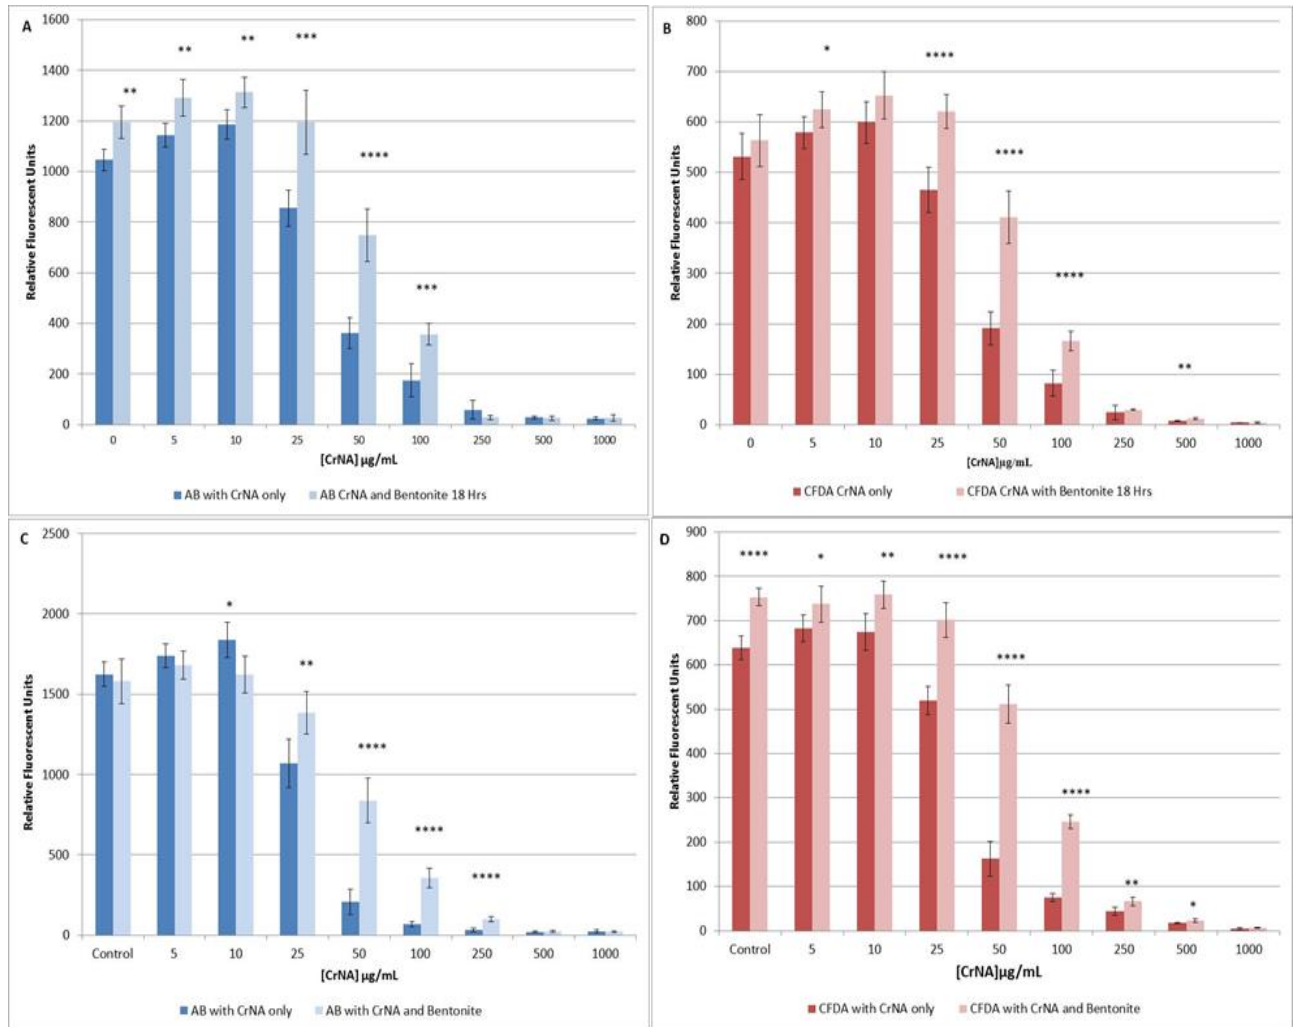 A
Relative Fluorescent Units
1600
1400
1200
1000
800
600
400
200
0
** ** ** *** **** ***
0 5 10 25 50 100 250 500 1000
[CrNA] µg/mL
AB with CrNA only AB CrNA and Bentonite 18 Hrs
B
Relative Fluorescent Units
800
700
600
500
400
300
200
100
0
* **** **** **** **
0 5 10 25 50 100 250 500 1000
[CrNA]µg/mL
CFDA CrNA only CFDA CrNA with Bentonite 18 Hrs
C
Relative Fluorescent Units
2500
2000
1500
1000
500
0
* ** **** **** ****
Control 5 10 25 50 100 250 500 1000
[CrNA] µg/mL
AB with CrNA only AB with CrNA and Bentonite
D
Relative Fluorescent Units
900
800
700
600
500
400
300
200
100
0
**** * ** **** **** **** ** *
Control 5 10 25 50 100 250 500 1000
[CrNA]µg/mL
CFDA with CrNA only CFDA with CrNA and Bentonite